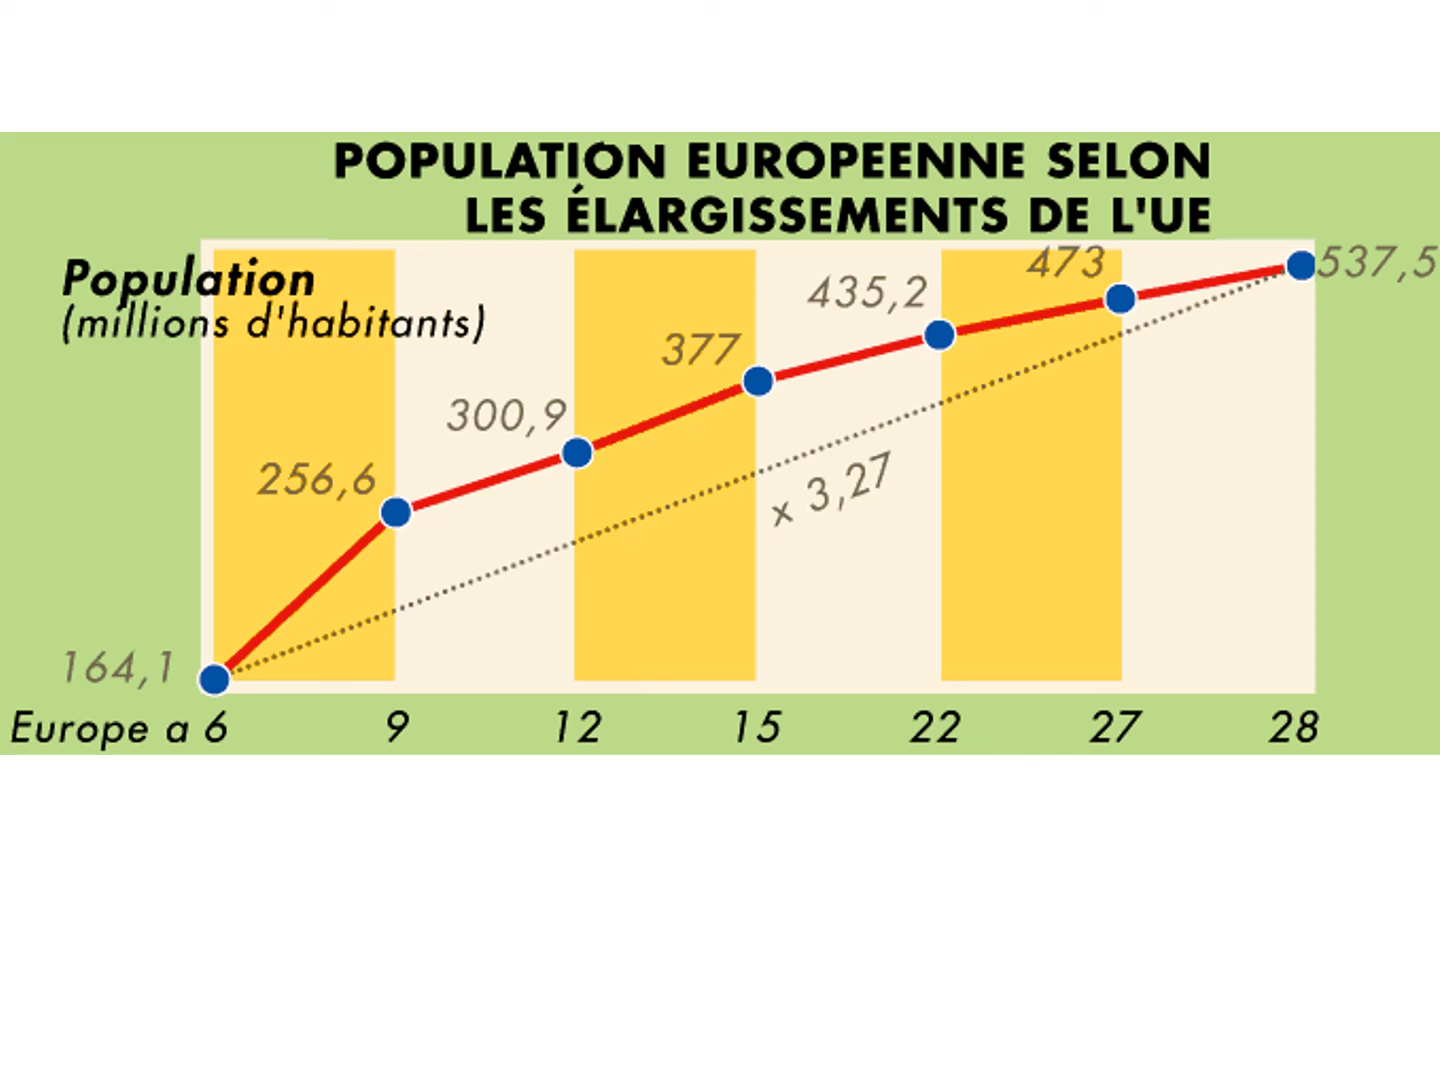 POPULATION EUROPEENNE SELON
LES ÉLARGISSEMENTS DE L'UE
Population
(millions d'habitants)
164,1
256,6
300,9
377
435,2
473
537,5
x 3,27
Europe a 6 9 12 15 22 27 28